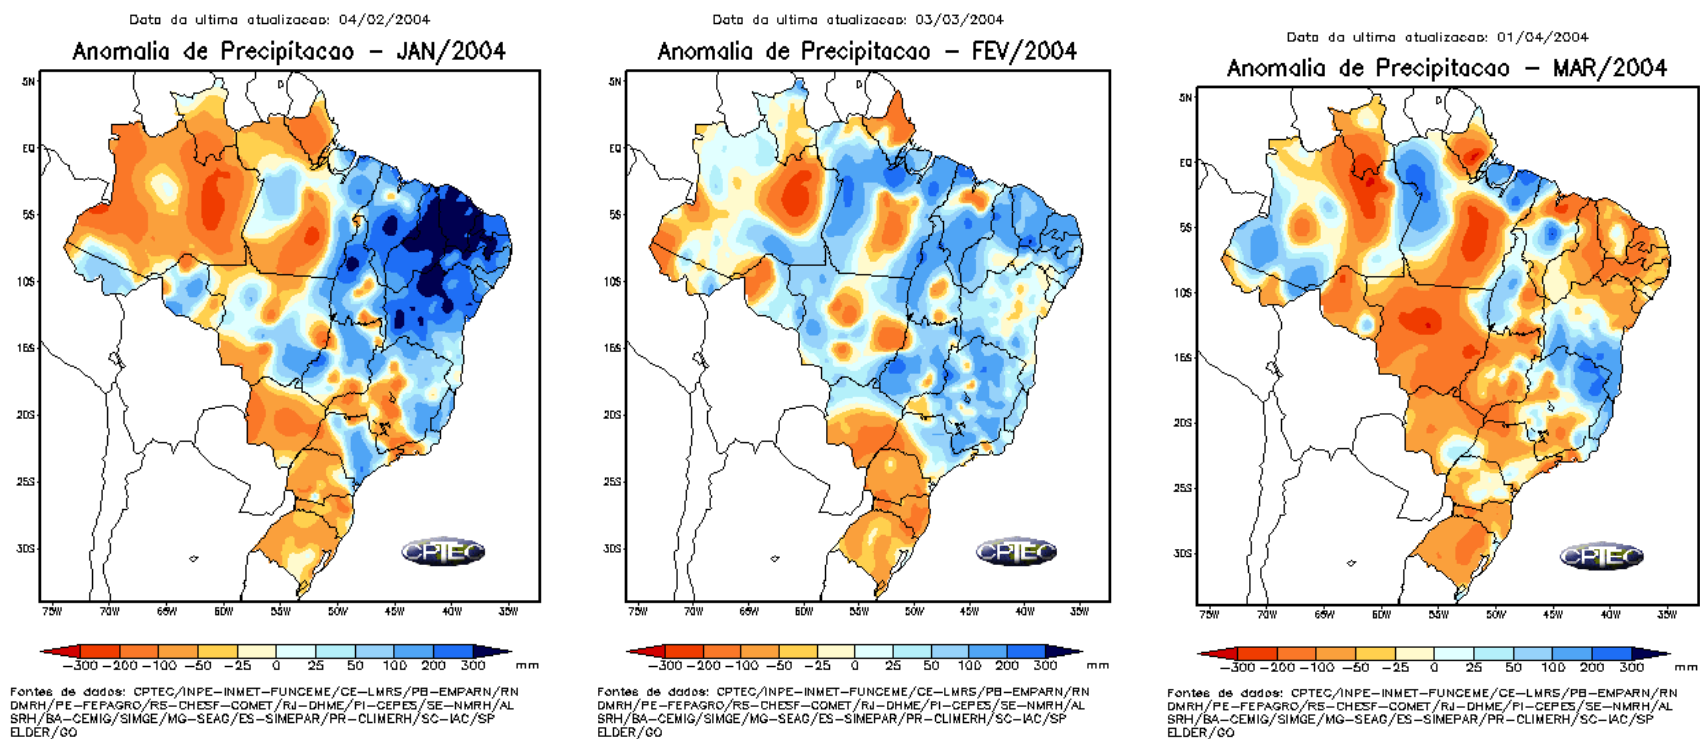 Data da ultima atualizacao: 04/02/2004
Anomalia de Precipitacao – JAN/2004
5N
EQ
5S
10S
15S
20S
25S
30S
75W 70W 65W 60W 55W 50W 45W 40W 35W
CPTEC
-300 -200 -100 -50 -25 0 25 50 100 200 300 mm
Fontes de dados: CPTEC/INPE-INMET-FUNCEME/CE-LMRS/PB-EMPARN/RN
DMRH/PE-FEPAGRO/RS-CHESF-COMET/RJ-DHME/PI-CEPES/SE-NMRH/AL
SRH/BA-CEMIG/SIMGE/MG-SEAG/ES-SIMEPAR/PR-CLIMERH/SC-IAC/SP
ELDER/GO
Data da ultima atualizacao: 03/03/2004
Anomalia de Precipitacao – FEV/2004
5N
EQ
5S
10S
15S
20S
25S
30S
75W 70W 65W 60W 55W 50W 45W 40W 35W
CPTEC
-300 -200 -100 -50 -25 0 25 50 100 200 300 mm
Fontes de dados: CPTEC/INPE-INMET-FUNCEME/CE-LMRS/PB-EMPARN/RN
DMRH/PE-FEPAGRO/RS-CHESF-COMET/RJ-DHME/PI-CEPES/SE-NMRH/AL
SRH/BA-CEMIG/SIMGE/MG-SEAG/ES-SIMEPAR/PR-CLIMERH/SC-IAC/SP
ELDER/GO
Data da ultima atualizacao: 01/04/2004
Anomalia de Precipitacao – MAR/2004
5N
EQ
5S
10S
15S
20S
25S
30S
75W 70W 65W 60W 55W 50W 45W 40W 35W
CPTEC
-300 -200 -100 -50 -25 0 25 50 100 200 300 mm
Fontes de dados: CPTEC/INPE-INMET-FUNCEME/CE-LMRS/PB-EMPARN/RN
DMRH/PE-FEPAGRO/RS-CHESF-COMET/RJ-DHME/PI-CEPES/SE-NMRH/AL
SRH/BA-CEMIG/SIMGE/MG-SEAG/ES-SIMEPAR/PR-CLIMERH/SC-IAC/SP
ELDER/GO